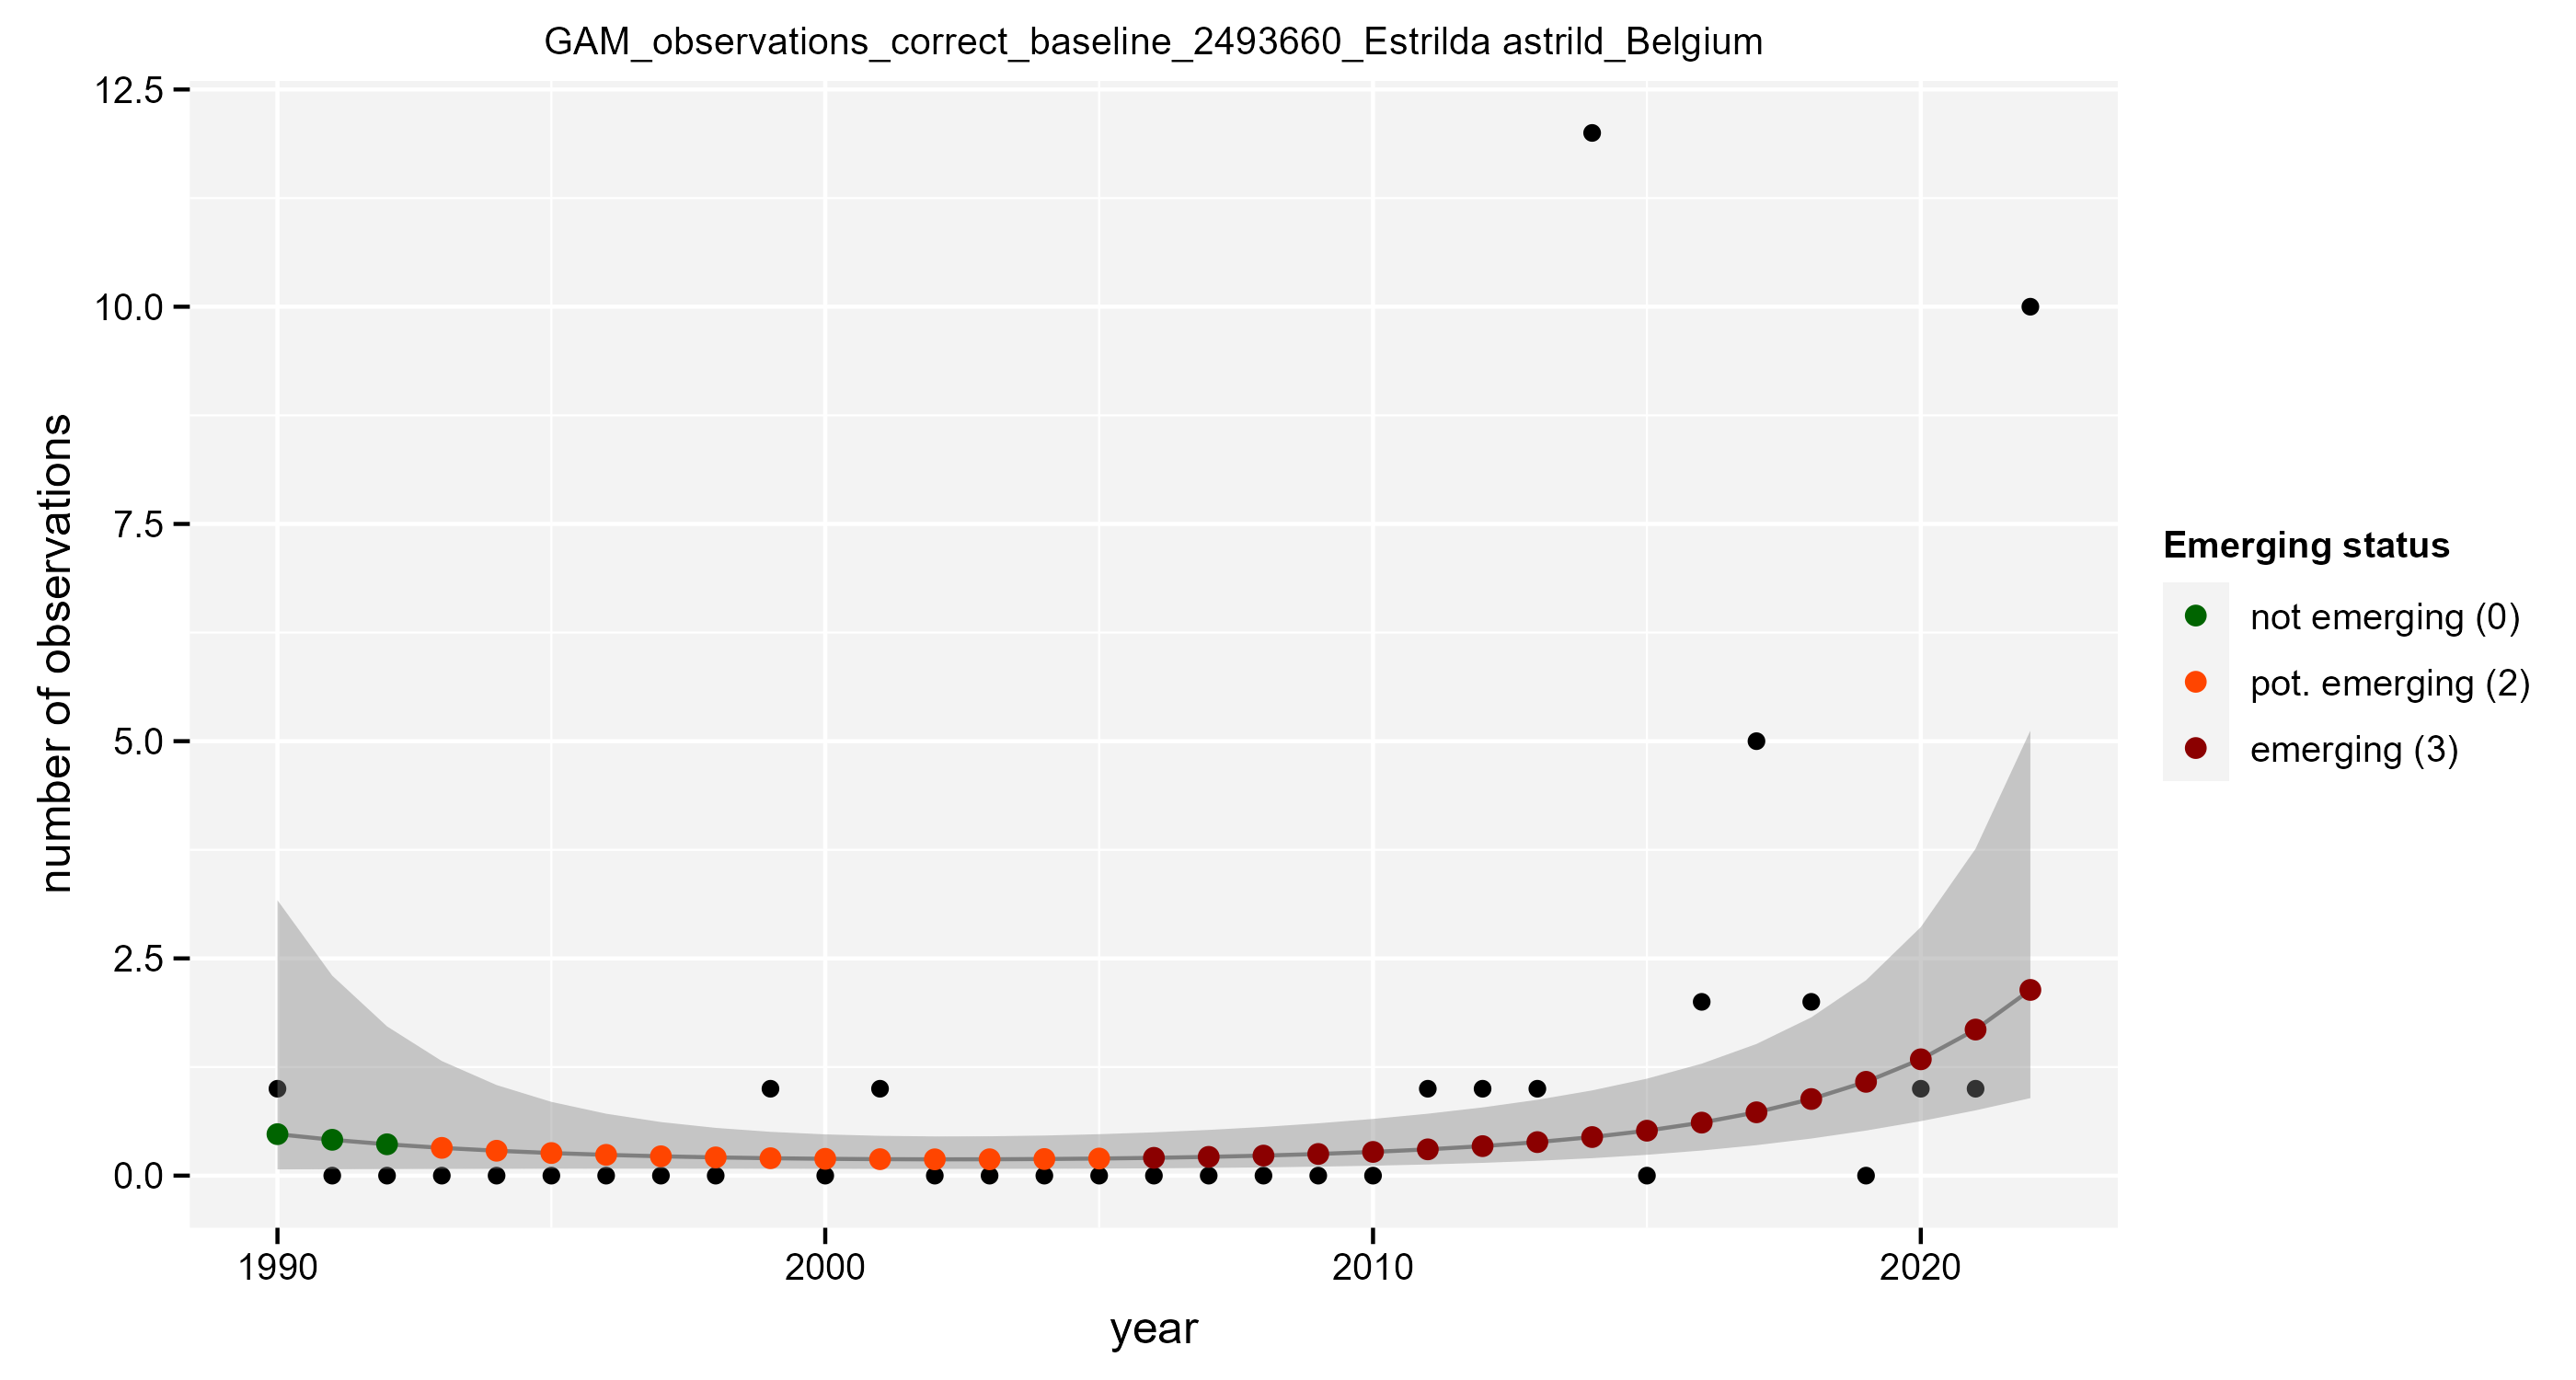 GAM_observations_correct_baseline_2493660_Estrilda astrild_Belgium
12.5
10.0
7.5
5.0
2.5
0.0
number of observations
1990
2000
2010
2020
year
Emerging status
not emerging (0)
pot. emerging (2)
emerging (3)